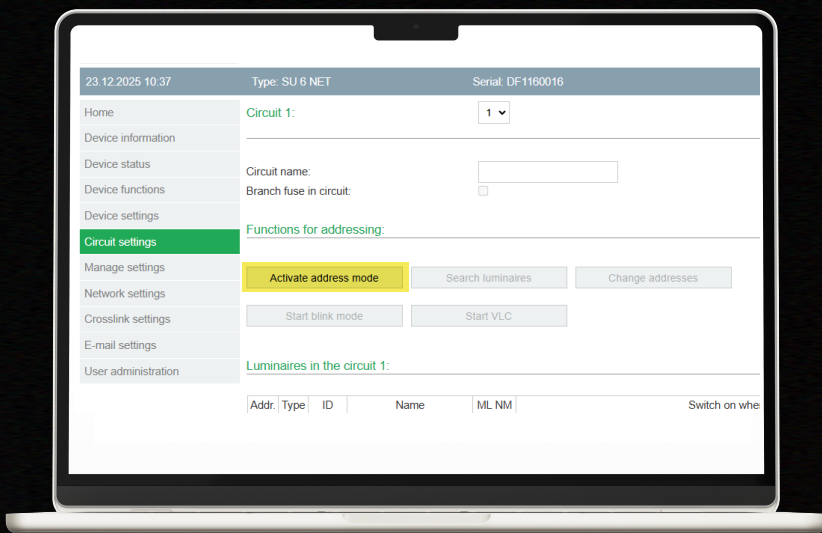 23.12.2025 10:37 Type: SU 6 NET Serial: DF1160016
Home
Device information
Device status
Device functions
Device settings
Circuit settings
Manage settings
Network settings
Crosslink settings
E-mail settings
User administration
Circuit 1: 1
Circuit name:
Branch fuse in circuit:
Functions for addressing:
Activate address mode Search luminaires Change addresses
Start blink mode Start VLC
Luminaires in the circuit 1:
Addr. Type ID Name ML NM Switch on whe